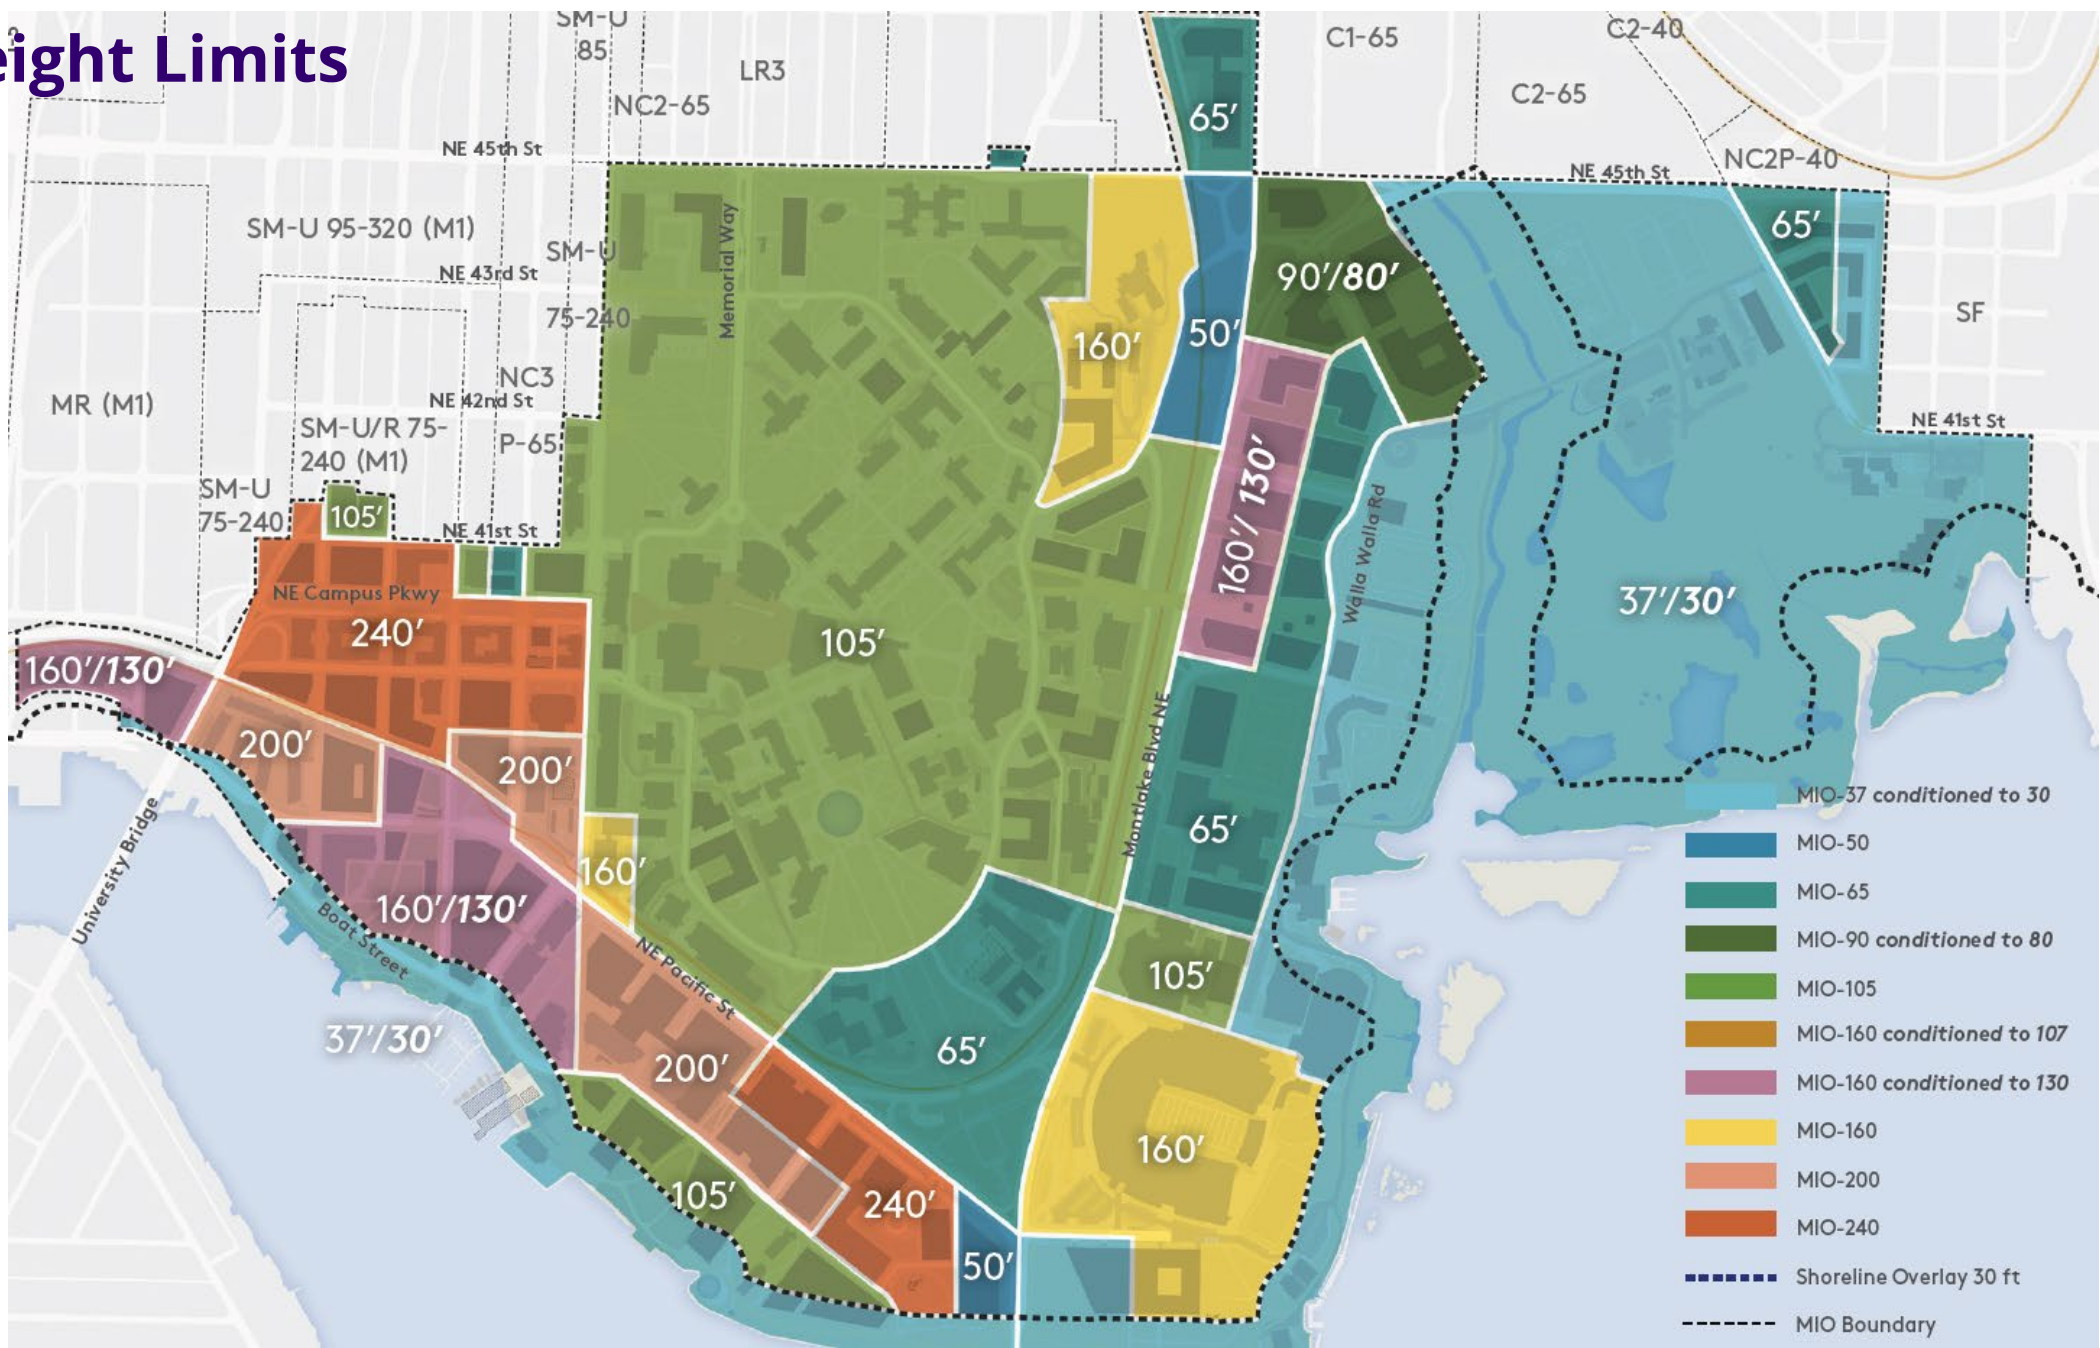 eight Limits
SM-U
85
LR3
NC2-65
C1-65
C2-40
C2-65
NC2P-40
65′
NE 45th St
NE 45th St
SM-U 95-320 (M1)
SM-U
75-240
NE 43rd St
Memorial Way
160′
50′
90′/80′
65′
SF
MR (M1)
NC3
P-65
NE 42nd St
SM-U/R 75-
240 (M1)
SM-U
75-240
105′
NE 41st St
NE 41st St
160′/130′
Walla Walla Rd
NE Campus Pkwy
240′
105′
37′/30′
160′/130′
200′
200′
Montlake Blvd NE
65′
160′
University Bridge
160′/130′
Boat Street
NE Pacific St
105′
37′/30′
200′
65′
160′
105′
240′
50′
MIO-37 conditioned to 30
MIO-50
MIO-65
MIO-90 conditioned to 80
MIO-105
MIO-160 conditioned to 107
MIO-160 conditioned to 130
MIO-160
MIO-200
MIO-240
Shoreline Overlay 30 ft
MIO Boundary